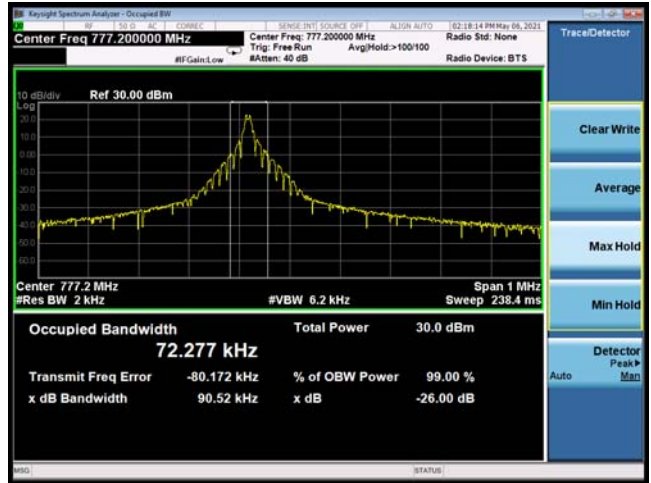 Keysight Spectrum Analyzer - Occupied BW
RF 50 Ω AC CORREC SENSE:INT SOURCE OFF ALIGN AUTO 02:18:14 PM May 06, 2021
Center Freq 777.200000 MHz
Center Freq: 777.200000 MHz
Radio Std: None
Trace/Detector
Trig: Free Run Avg|Hold:>100/100
#IFGain:Low #Atten: 40 dB Radio Device: BTS
10 dB/div Ref 30.00 dBm
Log
20.0
10.0
0.00
10.0
20.0
30.0
40.0
50.0
60.0
Clear Write
Average
Max Hold
Min Hold
Center 777.2 MHz Span 1 MHz
#Res BW 2 kHz #VBW 6.2 kHz Sweep 238.4 ms
Occupied Bandwidth Total Power 30.0 dBm
72.277 kHz
Transmit Freq Error -80.172 kHz % of OBW Power 99.00 %
x dB Bandwidth 90.52 kHz x dB -26.00 dB
Detector
Peak▶
Auto Man
MSG STATUS